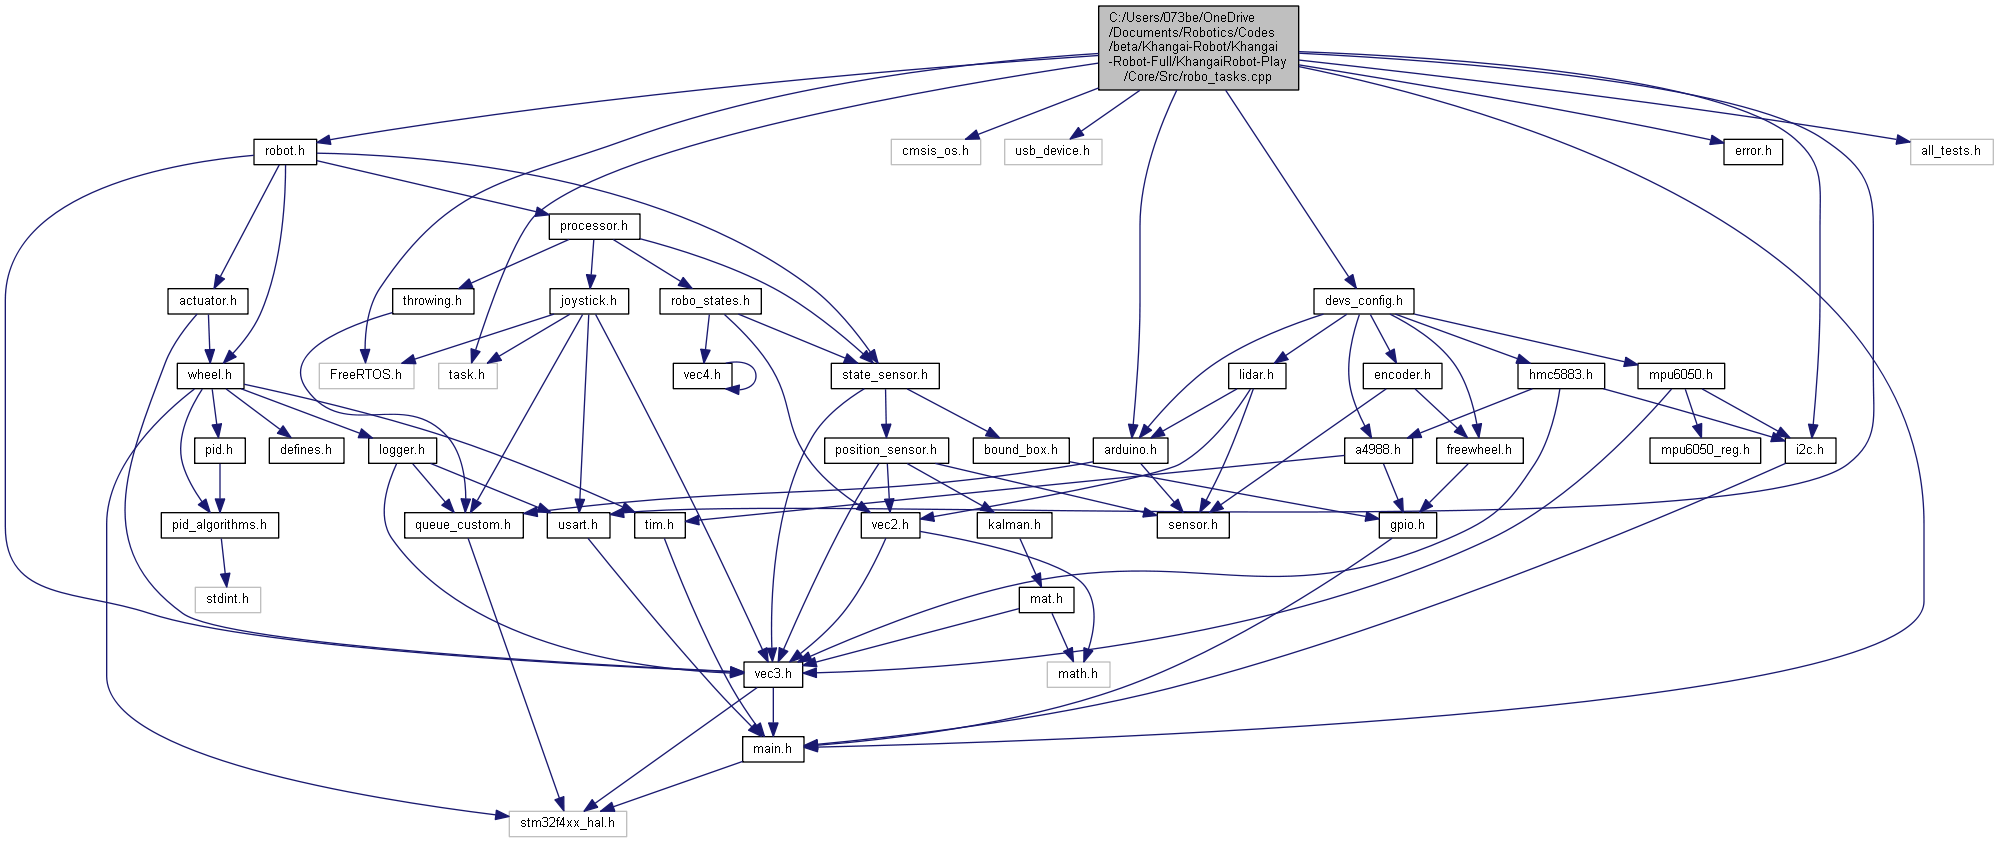 C:/Users/073be/OneDrive
/Documents/Robotics/Codes
/beta/Khangai-Robot/Khangai
-Robot-Full/KhangaiRobot-Play
/Core/Src/robo_tasks.cpp
robot.h
cmsis_os.h
usb_device.h
error.h
all_tests.h
processor.h
actuator.h
throwing.h
joystick.h
robo_states.h
devs_config.h
wheel.h
FreeRTOS.h
task.h
vec4.h
state_sensor.h
lidar.h
encoder.h
hmc5883.h
mpu6050.h
pid.h
defines.h
logger.h
position_sensor.h
bound_box.h
arduino.h
a4988.h
freewheel.h
mpu6050_reg.h
i2c.h
pid_algorithms.h
queue_custom.h
usart.h
tim.h
vec2.h
kalman.h
sensor.h
gpio.h
stdint.h
mat.h
vec3.h
math.h
main.h
stm32f4xx_hal.h